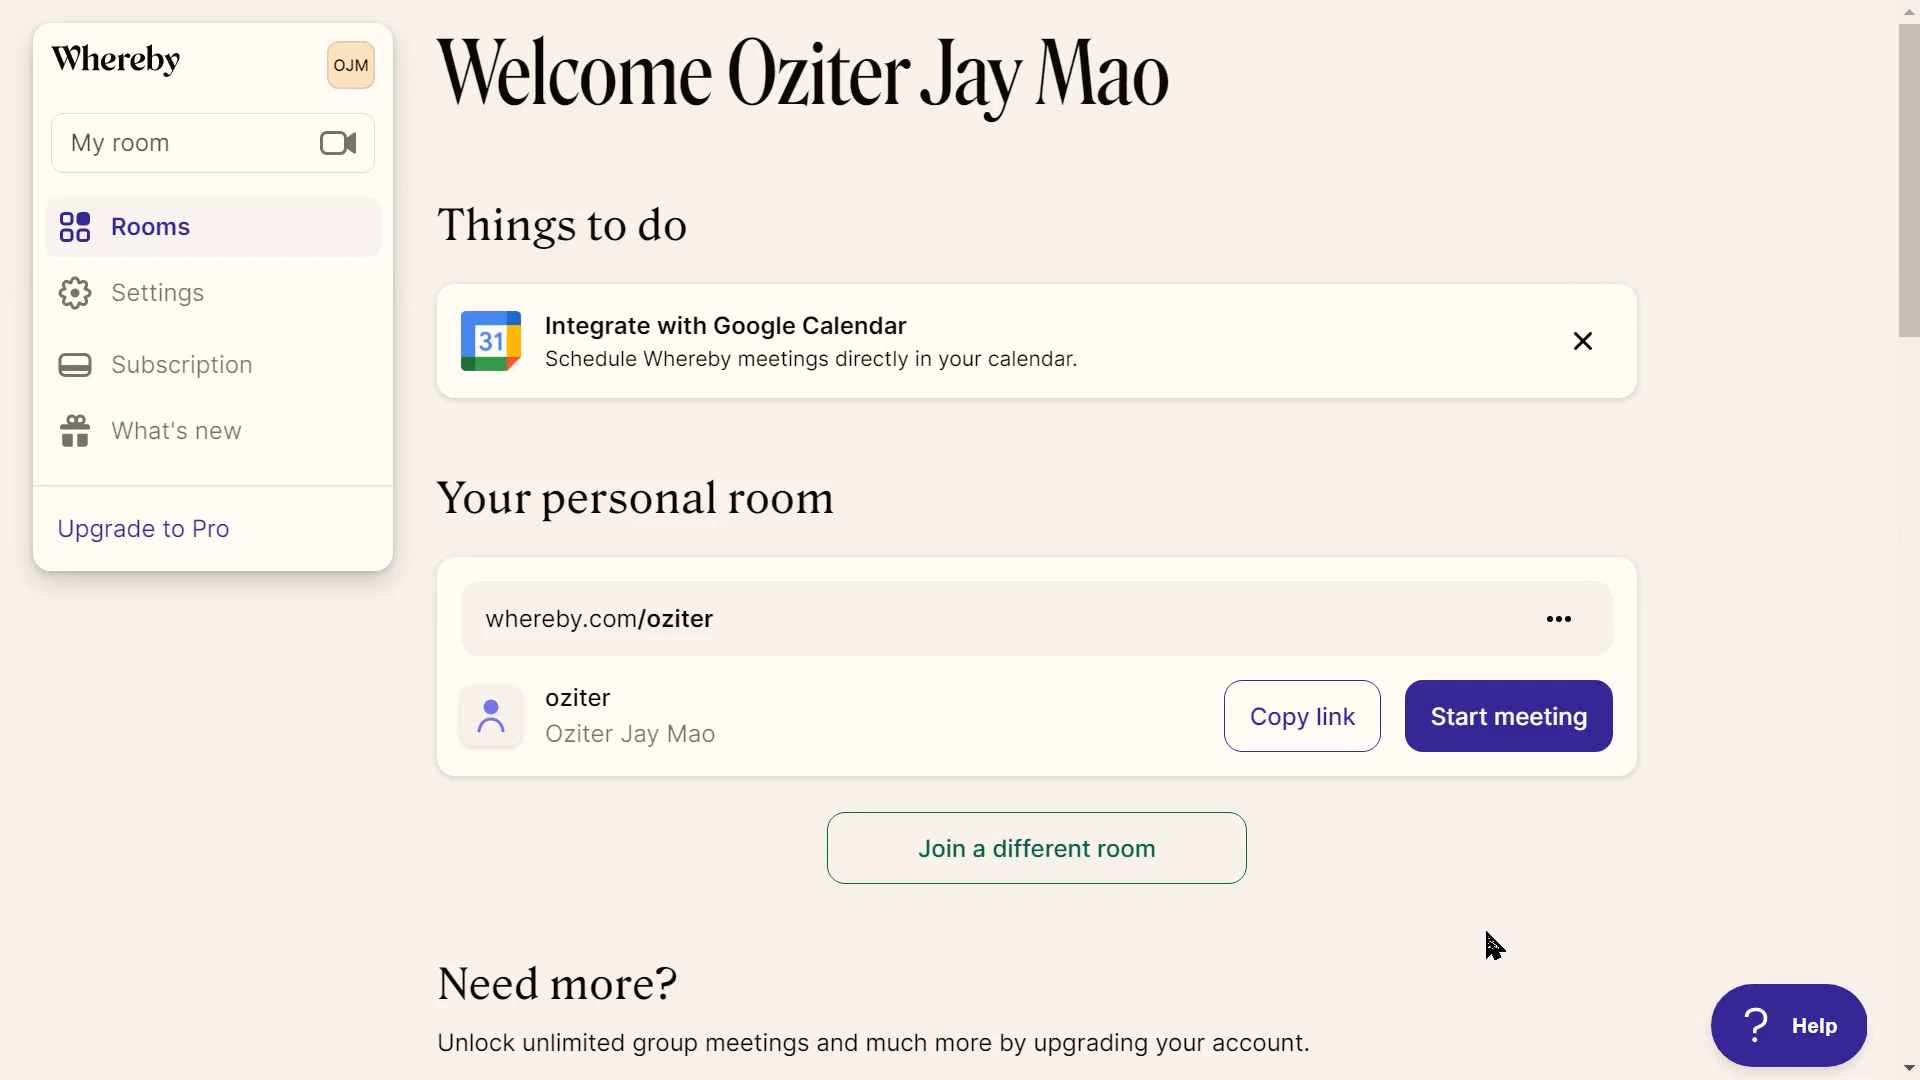 Whereby
OJM
My room
Rooms
Settings
Subscription
What's new
Upgrade to Pro
Welcome Oziter Jay Mao
Things to do
31
Integrate with Google Calendar
Schedule Whereby meetings directly in your calendar.
Your personal room
whereby.com/oziter
oziter
Oziter Jay Mao
Copy link
Start meeting
Join a different room
Need more?
Unlock unlimited group meetings and much more by upgrading your account.
? Help